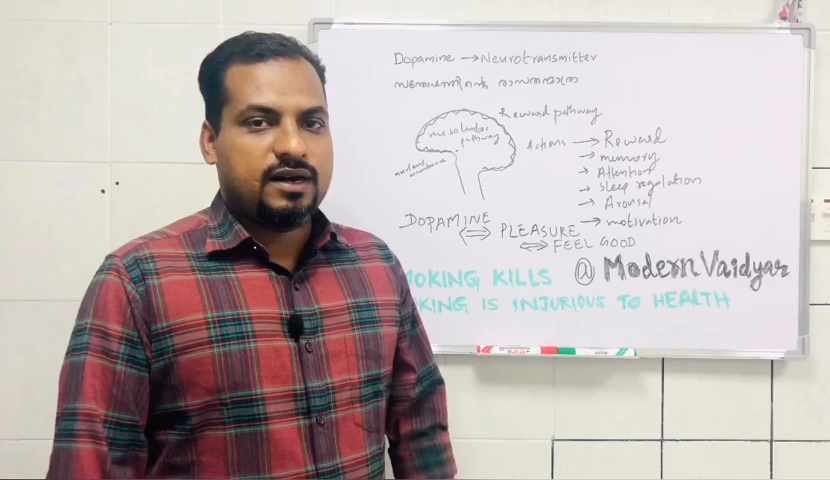 Dopamine → Neurotransmitter
Reward pathway
mesolimbic
pathway
Actions → Reward
→ memory
→ Attention
→ Sleep regulation
→ Arousal
→ motivation
DOPAMINE
⇔ PLEASURE
⇔ FEEL GOOD
MOKING KILLS @ModernVaidyar
KING IS INJURIOUS TO HEALTH